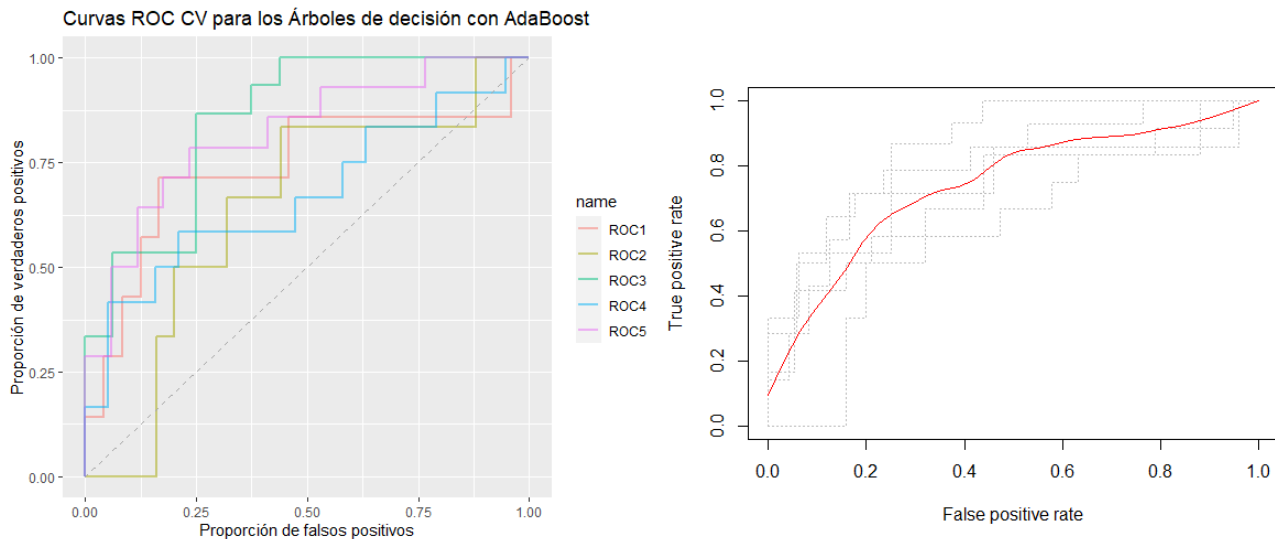 Curvas ROC CV para los Árboles de decisión con AdaBoost
Proporción de verdaderos positivos
1.00
0.75
0.50
0.25
0.00
0.00 0.25 0.50 0.75 1.00
Proporción de falsos positivos
name
ROC1
ROC2
ROC3
ROC4
ROC5
True positive rate
1.0
0.8
0.6
0.4
0.2
0.0
0.0 0.2 0.4 0.6 0.8 1.0
False positive rate